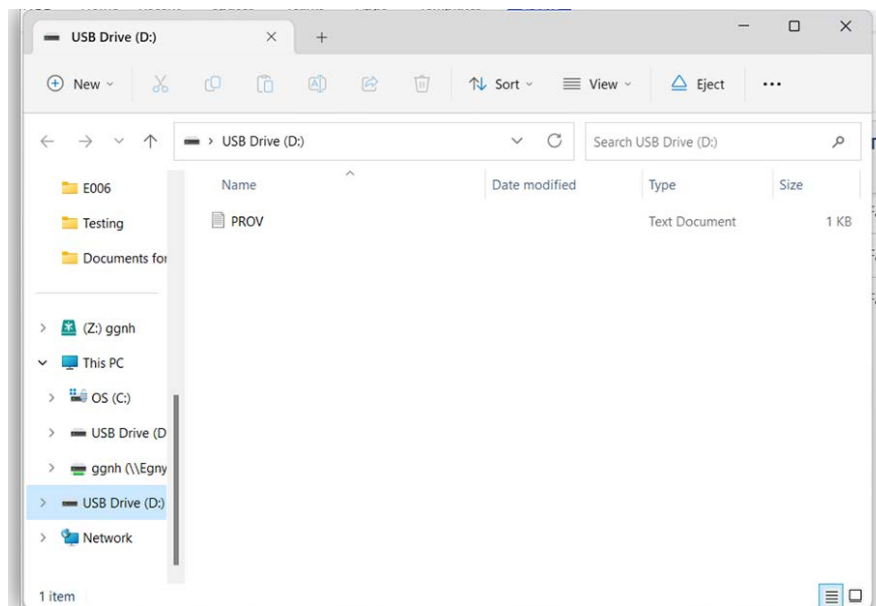 USB Drive (D:)
New
Sort
View
Eject
USB Drive (D:)
Search USB Drive (D:)
Name
Date modified
Type
Size
PROV
Text Document
1 KB
E006
Testing
Documents for
(Z:) ggnh
This PC
OS (C:)
USB Drive (D
ggnh (\\Egny
USB Drive (D:)
Network
1 item